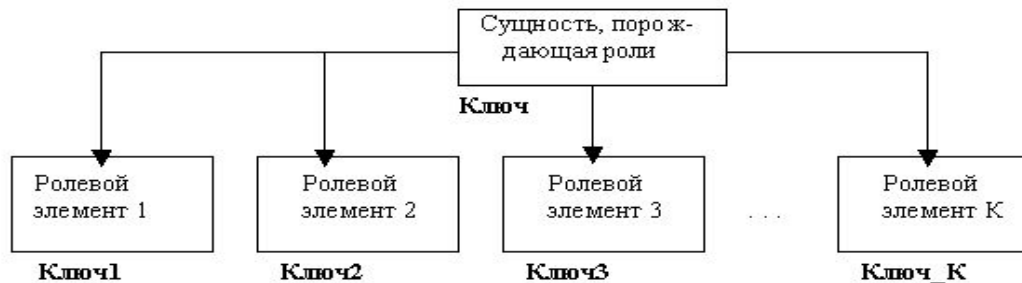 Сущность, порож-
дающая роли
Ключ
Ролевой
элемент 1
Ролевой
элемент 2
Ролевой
элемент 3
. . .
Ролевой
элемент К
Ключ1
Ключ2
Ключ3
Ключ_К